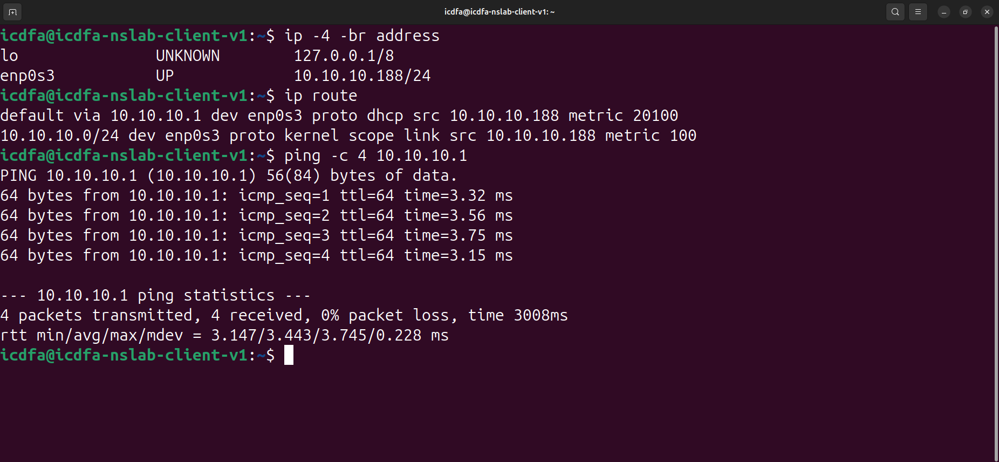 icdfa@icdfa-nslab-client-v1: ~
icdfa@icdfa-nslab-client-v1:~$ ip -4 -br address
lo               UNKNOWN        127.0.0.1/8
enp0s3           UP             10.10.10.188/24
icdfa@icdfa-nslab-client-v1:~$ ip route
default via 10.10.10.1 dev enp0s3 proto dhcp src 10.10.10.188 metric 20100
10.10.10.0/24 dev enp0s3 proto kernel scope link src 10.10.10.188 metric 100
icdfa@icdfa-nslab-client-v1:~$ ping -c 4 10.10.10.1
PING 10.10.10.1 (10.10.10.1) 56(84) bytes of data.
64 bytes from 10.10.10.1: icmp_seq=1 ttl=64 time=3.32 ms
64 bytes from 10.10.10.1: icmp_seq=2 ttl=64 time=3.56 ms
64 bytes from 10.10.10.1: icmp_seq=3 ttl=64 time=3.75 ms
64 bytes from 10.10.10.1: icmp_seq=4 ttl=64 time=3.15 ms
--- 10.10.10.1 ping statistics ---
4 packets transmitted, 4 received, 0% packet loss, time 3008ms
rtt min/avg/max/mdev = 3.147/3.443/3.745/0.228 ms
icdfa@icdfa-nslab-client-v1:~$